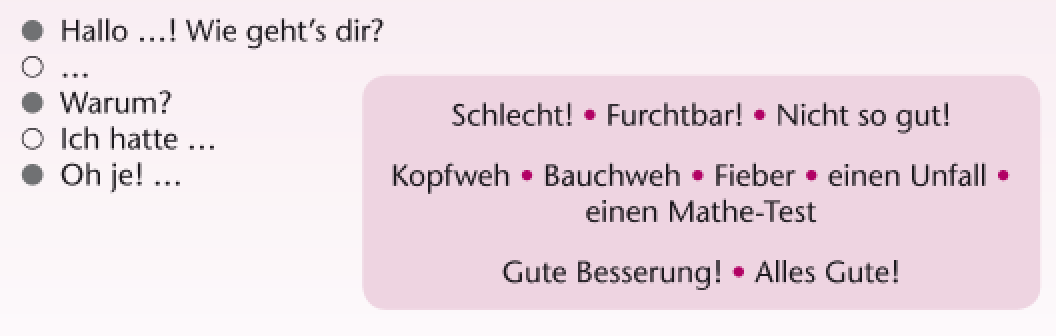 ● Hallo …! Wie geht’s dir?
○ …
● Warum?
○ Ich hatte …
● Oh je! …
Schlecht! • Furchtbar! • Nicht so gut!
Kopfweh • Bauchweh • Fieber • einen Unfall •
einen Mathe-Test
Gute Besserung! • Alles Gute!